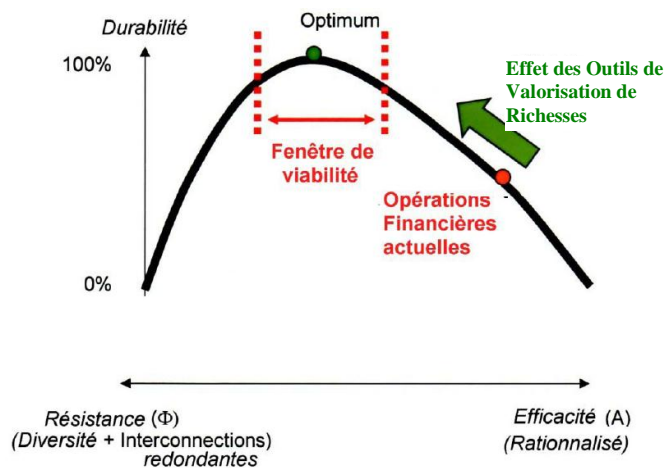 Durabilité
Optimum
100%
Effet des Outils de
Valorisation de
Richesses
Fenêtre de
viabilité
Opérations
Financières
actuelles
0%
Résistance (Φ)
(Diversité + Interconnections)
redondantes
Efficacité (A)
(Rationnalisé)